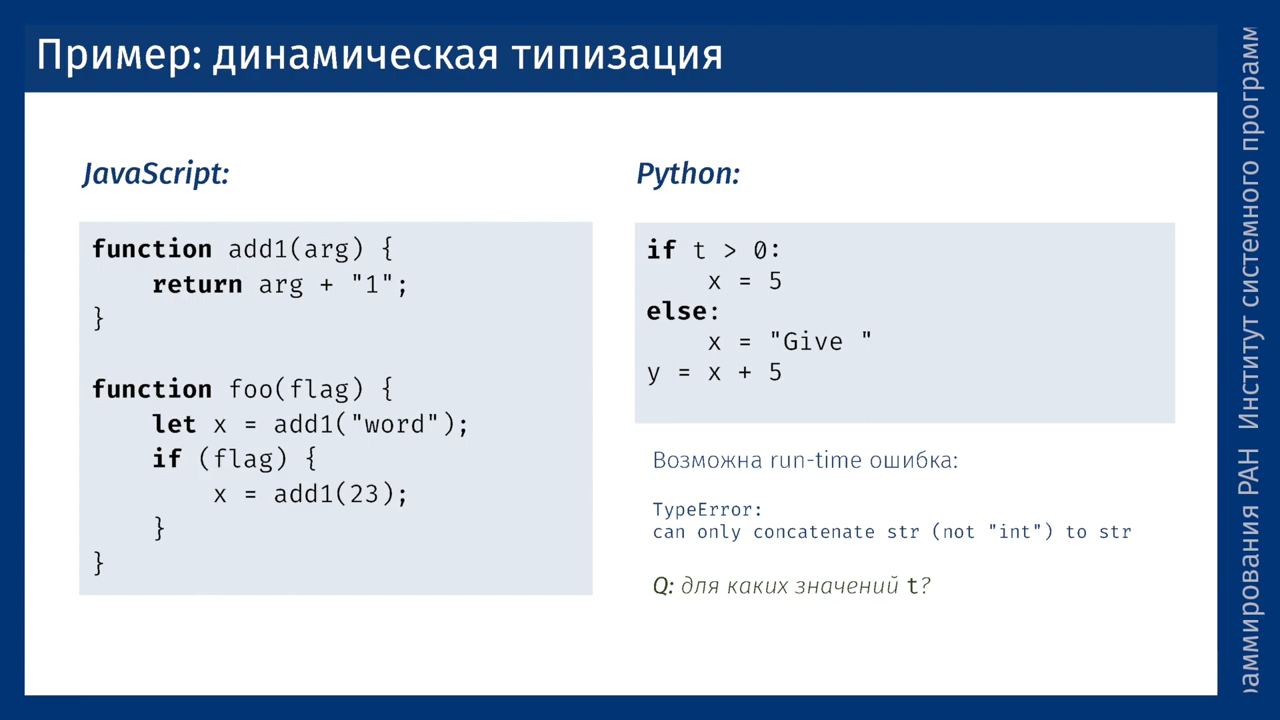 Пример: динамическая типизация
JavaScript:
function add1(arg) {
    return arg + "1";
}
function foo(flag) {
    let x = add1("word");
    if (flag) {
        x = add1(23);
    }
}
Python:
if t > 0:
    x = 5
else:
    x = "Give "
y = x + 5
Возможна run-time ошибка:
TypeError:
can only concatenate str (not "int") to str
Q: для каких значений t?
раммирования РАН Институт системного программ